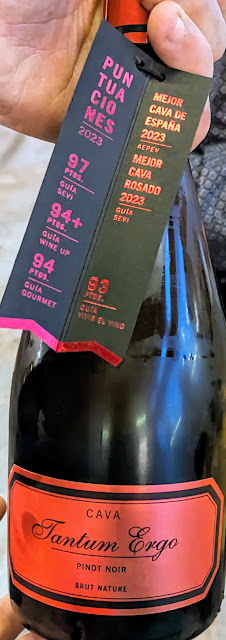 PUN
TUA
CIO
NES
2023
97
PTOS.
GUÍA
SEVI
94+
PTOS.
GUÍA
WINE UP
94
PTOS.
GUÍA
GOURMET
MEJOR
CAVA DE
ESPAÑA
2023
AEPEV
MEJOR
CAVA
ROSADO
2023
GUÍA
SEVI
93
PTOS.
GUÍA
VIVIR EL VINO
CAVA
Tantum Ergo
PINOT NOIR
BRUT NATURE